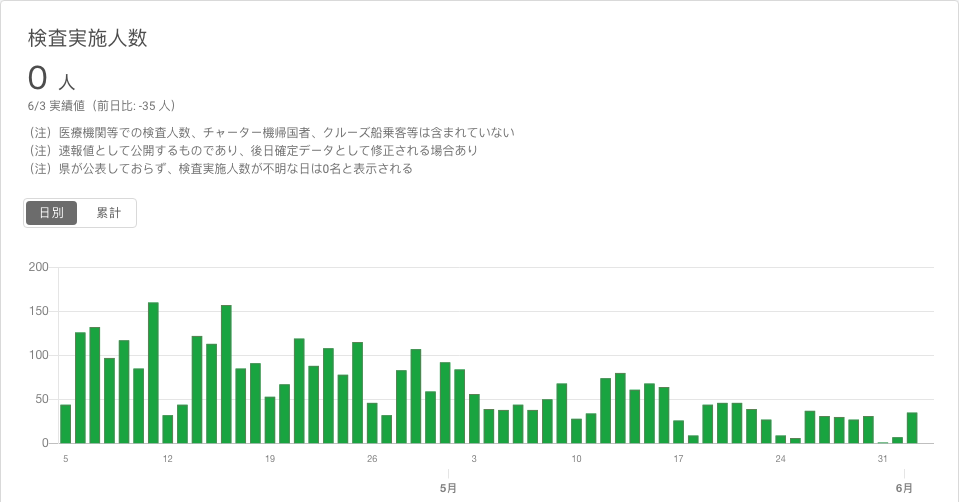 検査実施人数
0 人
6/3 実績値（前日比: -35 人）
（注）医療機関等での検査人数、チャーター機帰国者、クルーズ船乗客等は含まれていない
（注）速報値として公開するものであり、後日確定データとして修正される場合あり
（注）県が公表しておらず、検査実施人数が不明な日は0名と表示される
日別 累計
200
150
100
50
0
5 12 19 26 3 10 17 24 31
5月 6月